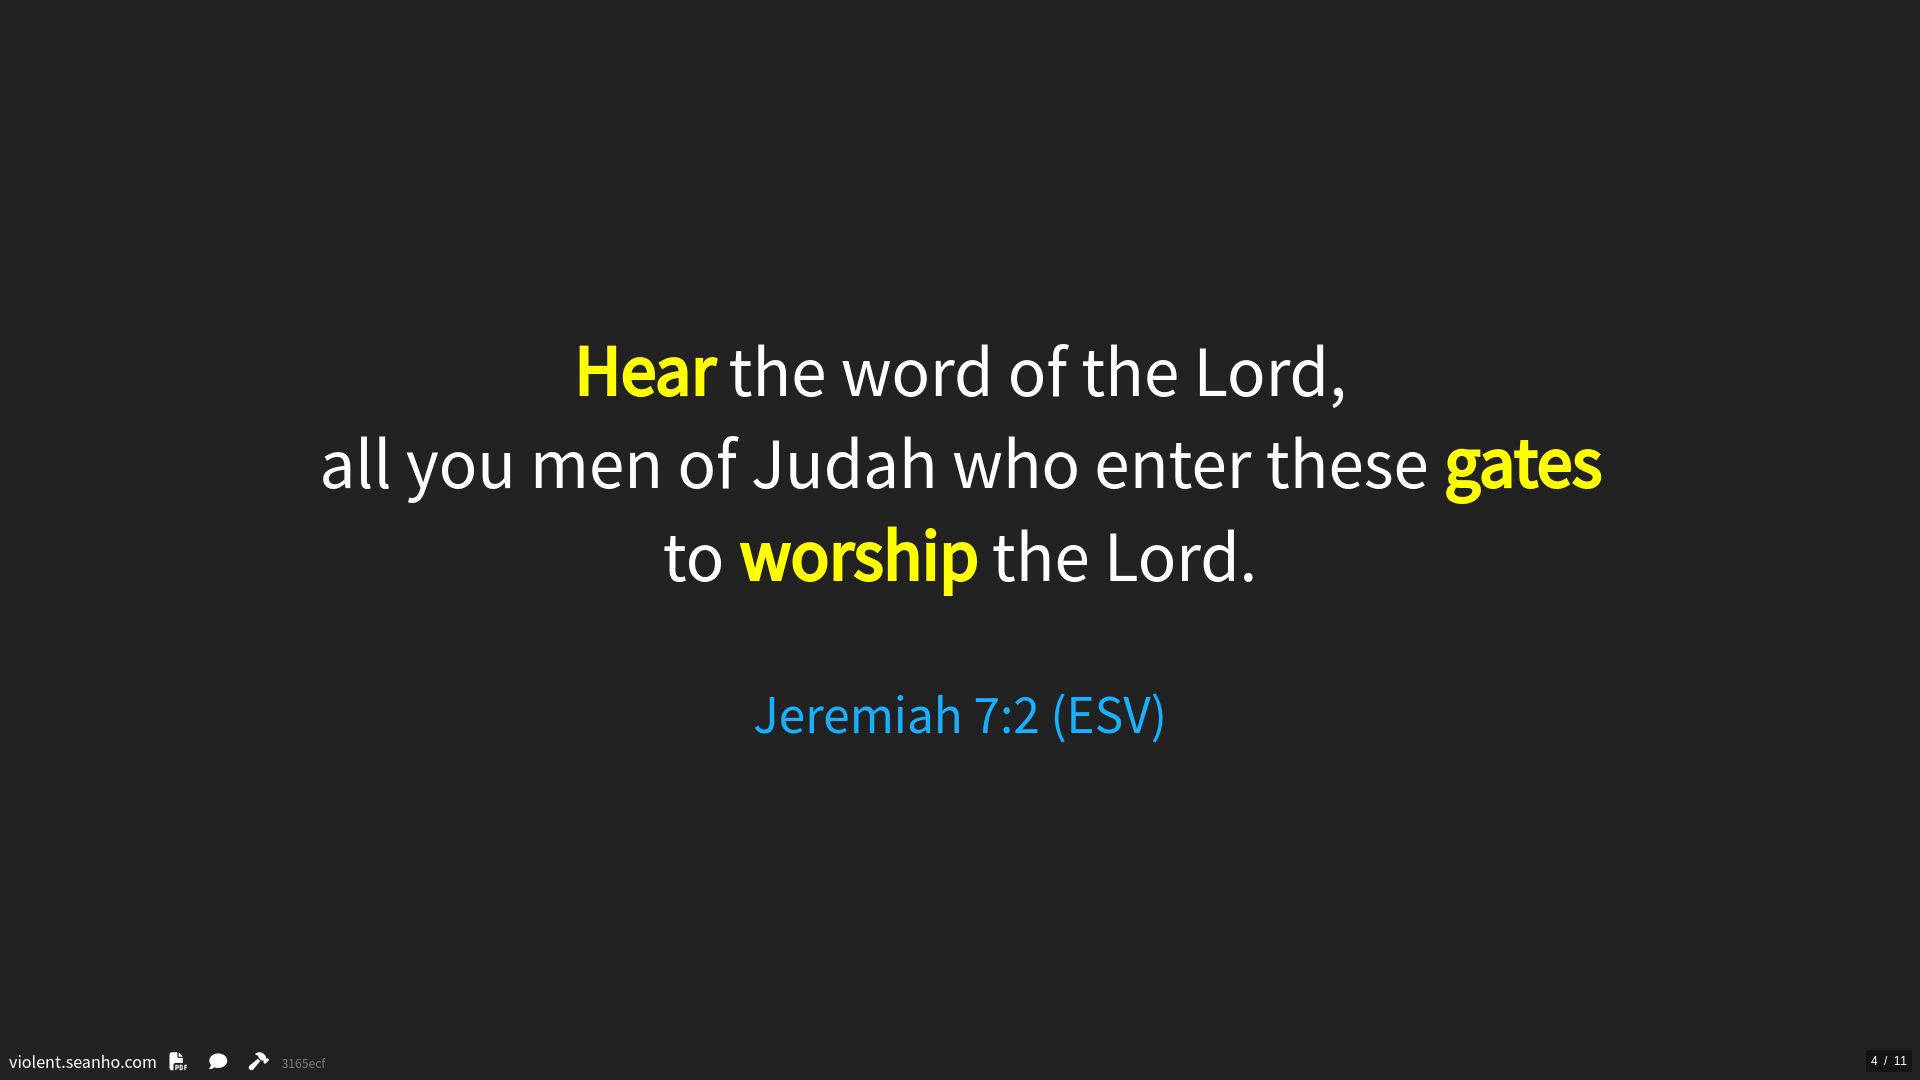 Hear the word of the Lord,
all you men of Judah who enter these gates
to worship the Lord.
Jeremiah 7:2 (ESV)
violent.seanho.com PDF 3165ecf
4 / 11